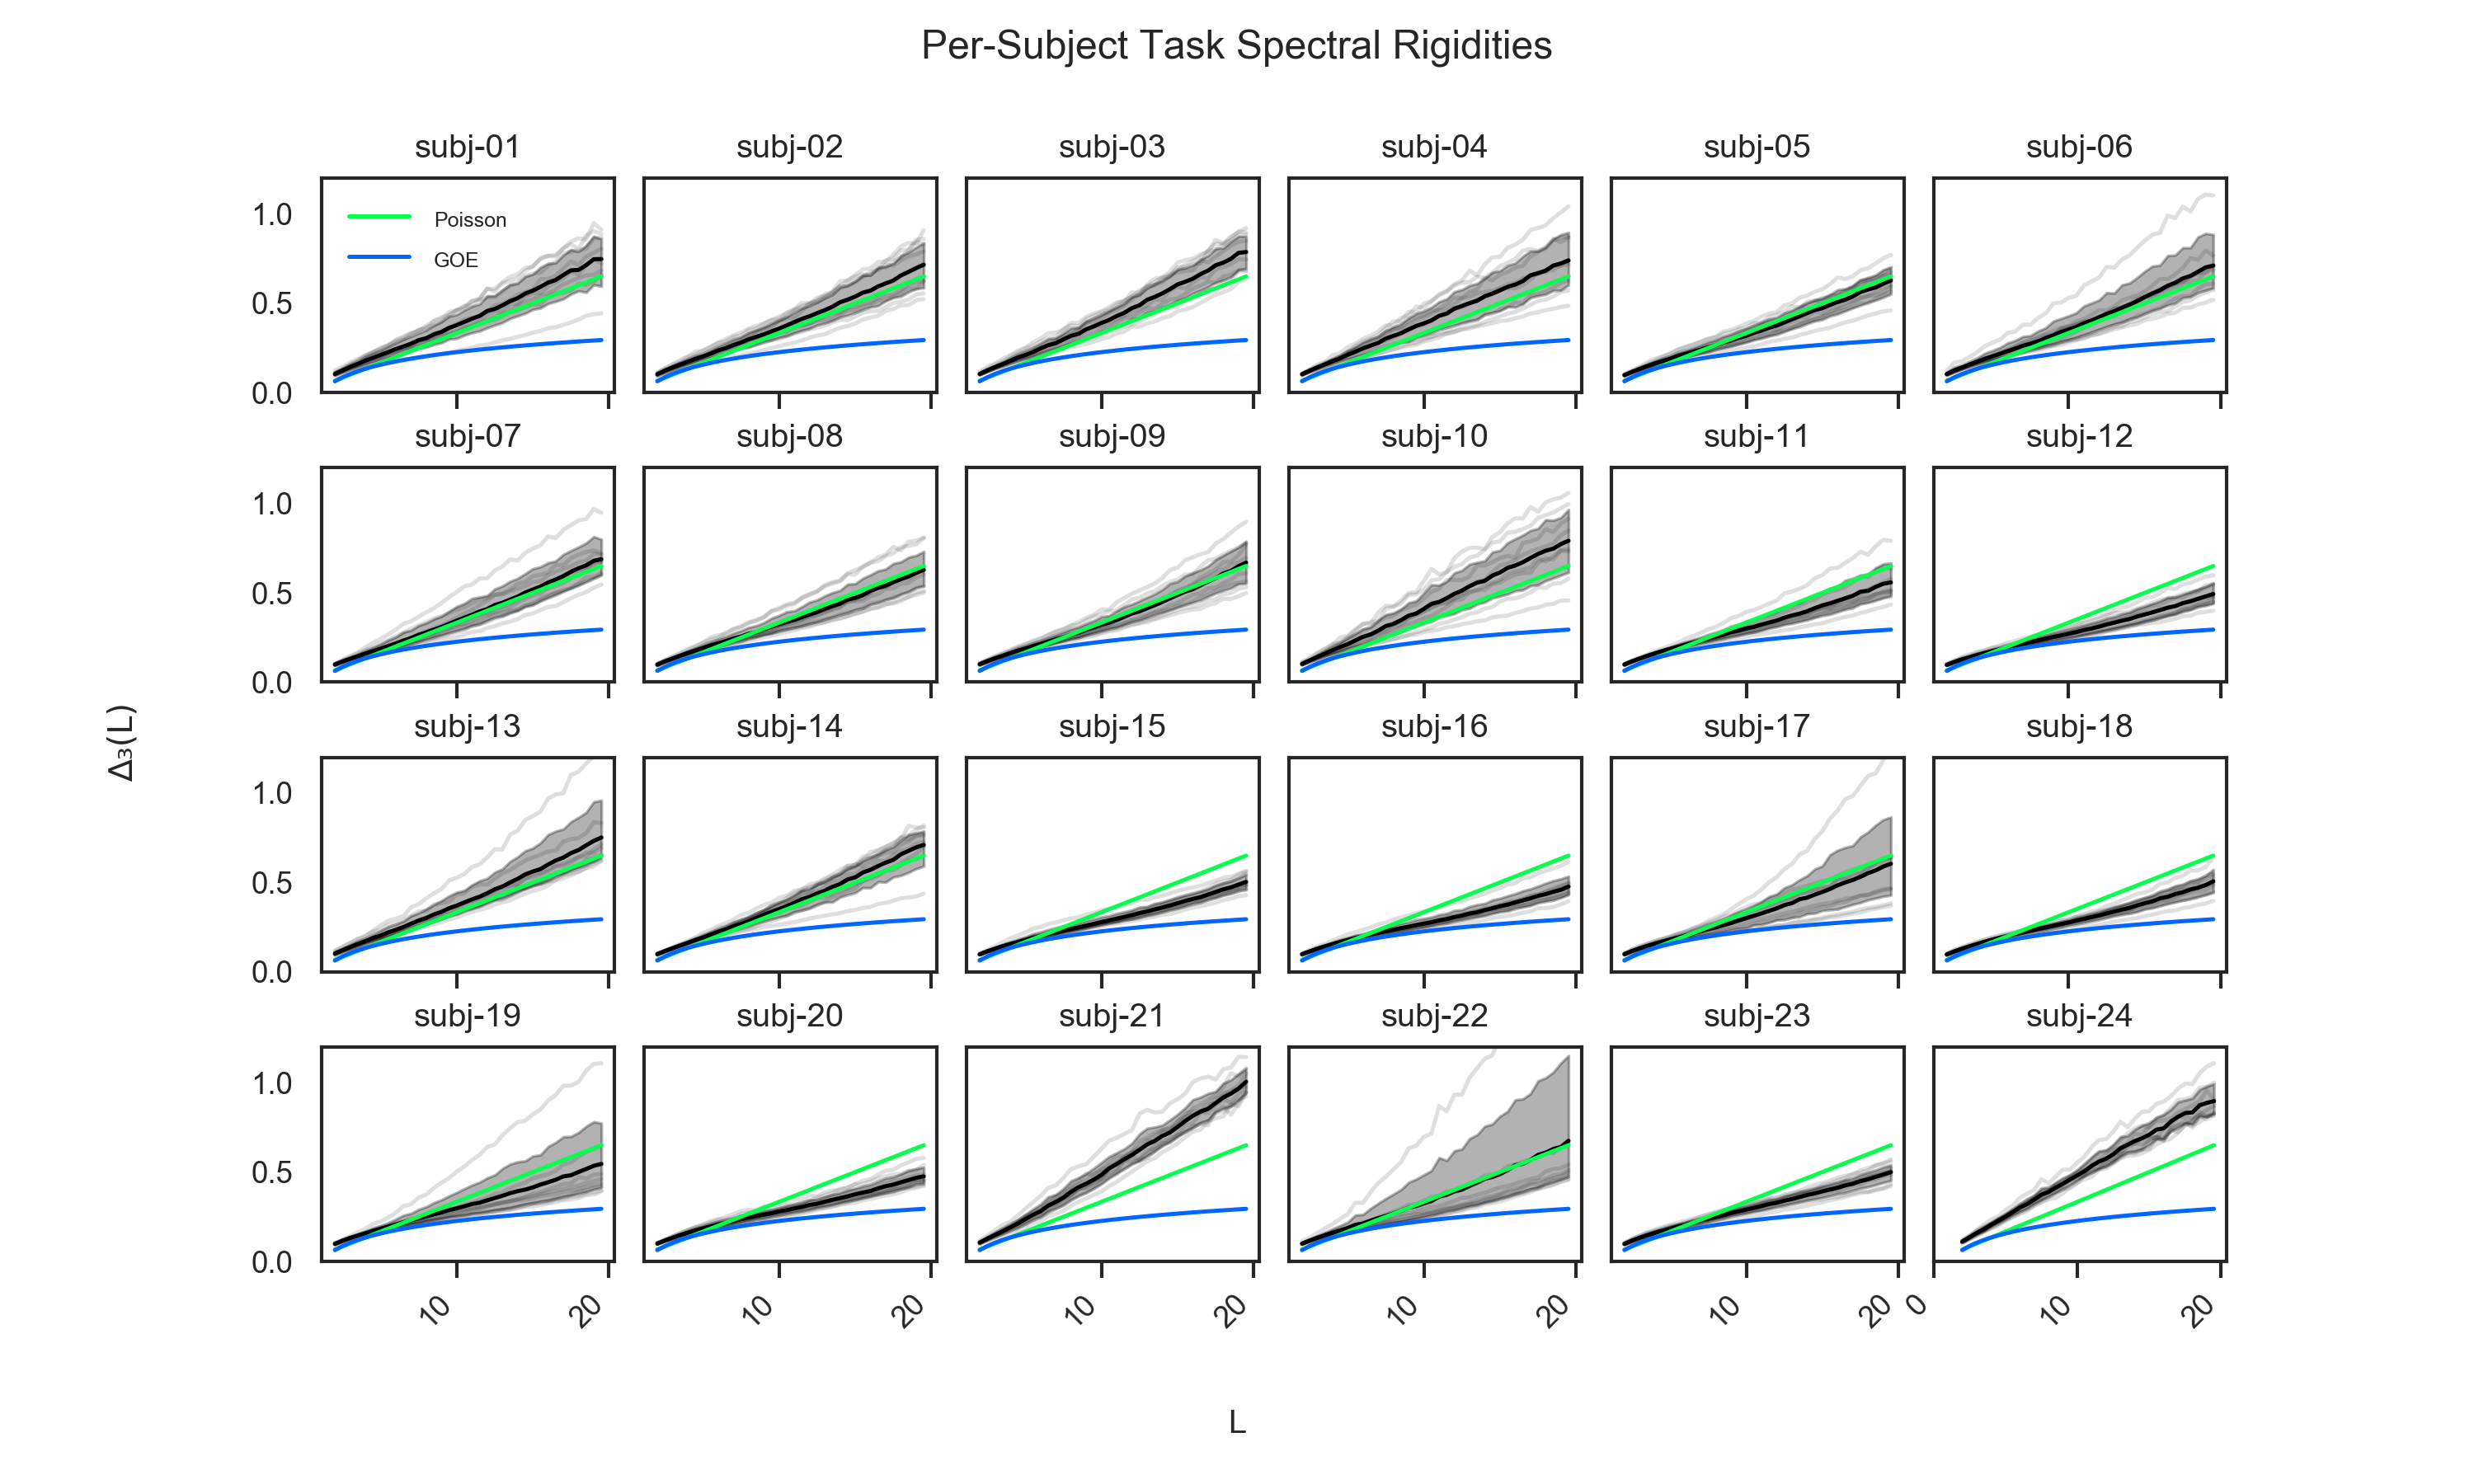 Per-Subject Task Spectral Rigidities
subj-01 subj-02 subj-03 subj-04 subj-05 subj-06
1.0
0.5
0.0
Poisson
GOE
subj-07 subj-08 subj-09 subj-10 subj-11 subj-12
1.0
0.5
0.0
Δ₃(L)
subj-13 subj-14 subj-15 subj-16 subj-17 subj-18
1.0
0.5
0.0
subj-19 subj-20 subj-21 subj-22 subj-23 subj-24
1.0
0.5
0.0
10 20 10 20 10 20 10 20 10 20 0 10 20
L